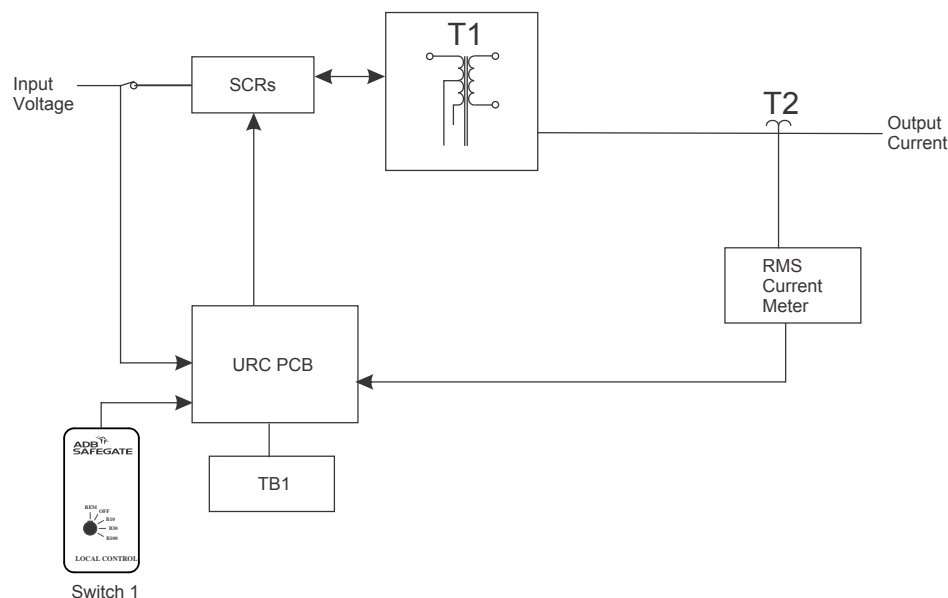 T1
Input
Voltage
SCRs
T2
Output
Current
RMS
Current
Meter
URC PCB
ADB
SAFEGATE
TB1
REM
OFF
B10
B30
B100
LOCAL CONTROL
Switch 1